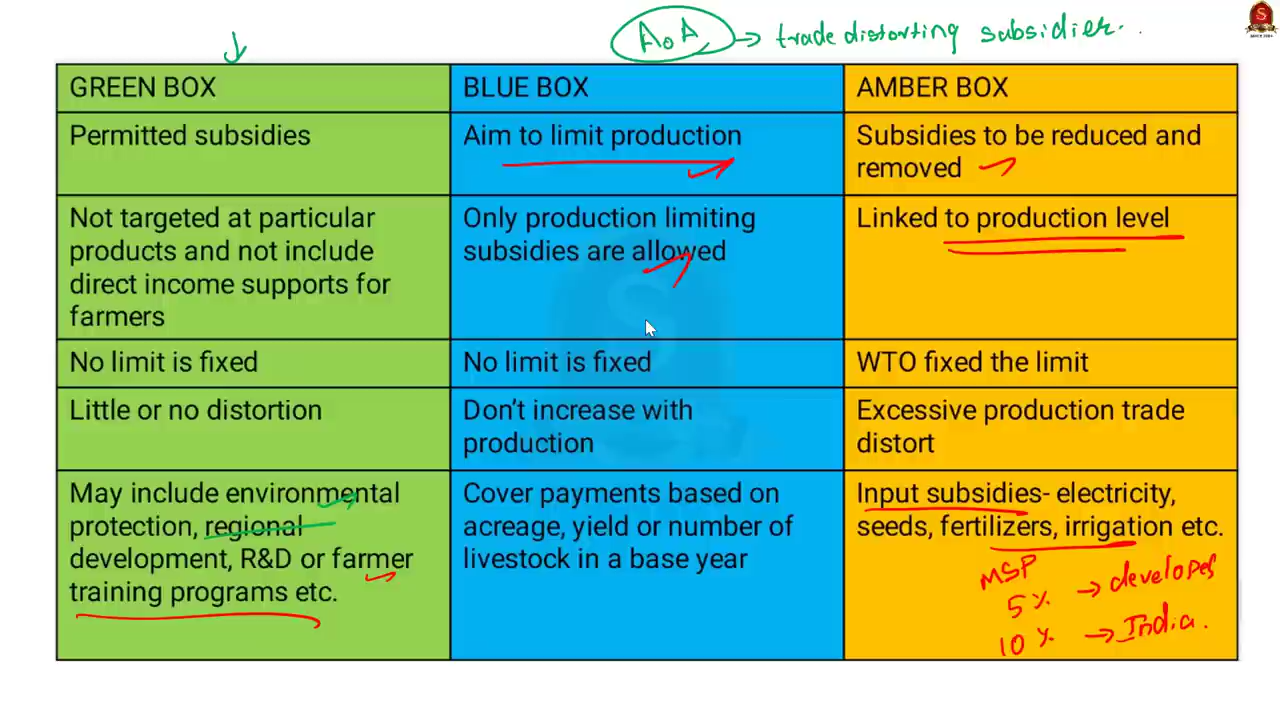 AoA → trade distorting subsidies.
GREEN BOX
Permitted subsidies
Not targeted at particular
products and not include
direct income supports for
farmers
No limit is fixed
Little or no distortion
May include environmental
protection, regional
development, R&D or farmer
training programs etc.
BLUE BOX
Aim to limit production
Only production limiting
subsidies are allowed
No limit is fixed
Don't increase with
production
Cover payments based on
acreage, yield or number of
livestock in a base year
AMBER BOX
Subsidies to be reduced and
removed
Linked to production level
WTO fixed the limit
Excessive production trade
distort
Input subsidies- electricity,
seeds, fertilizers, irrigation etc.
MSP
5% → developed
10% → India.